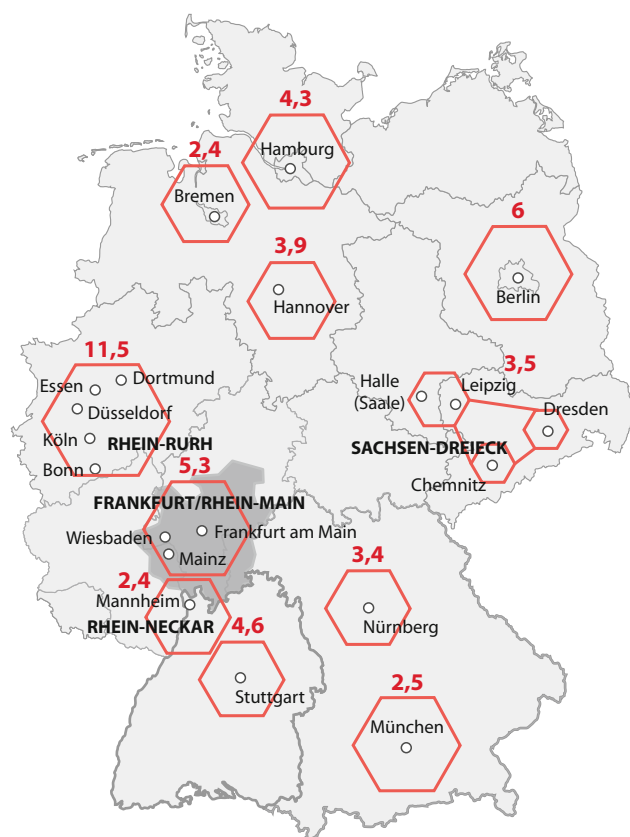 4,3
Hamburg
2,4
Bremen
6
Berlin
3,9
Hannover
11,5
Dortmund
Essen
Düsseldorf
Köln
RHEIN-RURH
Bonn
3,5
Halle
(Saale)
Leipzig
Dresden
SACHSEN-DREIECK
Chemnitz
5,3
FRANKFURT/RHEIN-MAIN
Wiesbaden
Frankfurt am Main
Mainz
2,4
Mannheim
RHEIN-NECKAR
3,4
Nürnberg
4,6
Stuttgart
2,5
München